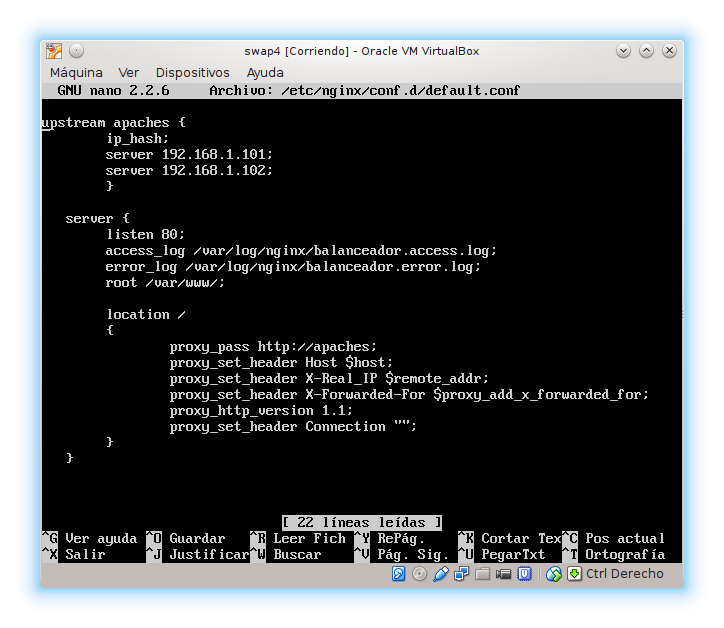 swap4 [Corriendo] - Oracle VM VirtualBox
Máquina Ver Dispositivos Ayuda
GNU nano 2.2.6 Archivo: /etc/nginx/conf.d/default.conf
upstream apaches {
ip_hash;
server 192.168.1.101;
server 192.168.1.102;
}
server {
listen 80;
access_log /var/log/nginx/balanceador.access.log;
error_log /var/log/nginx/balanceador.error.log;
root /var/www/;
location /
{
proxy_pass http://apaches;
proxy_set_header Host $host;
proxy_set_header X-Real_IP $remote_addr;
proxy_set_header X-Forwarded-For $proxy_add_x_forwarded_for;
proxy_http_version 1.1;
proxy_set_header Connection "";
}
}
[ 22 líneas leídas ]
^G Ver ayuda ^O Guardar ^R Leer Fich ^Y RePág. ^K Cortar Tex^C Pos actual
^X Salir ^J Justificar^W Buscar ^V Pág. Sig. ^U PegarTxt ^T Ortografía
Ctrl Derecho